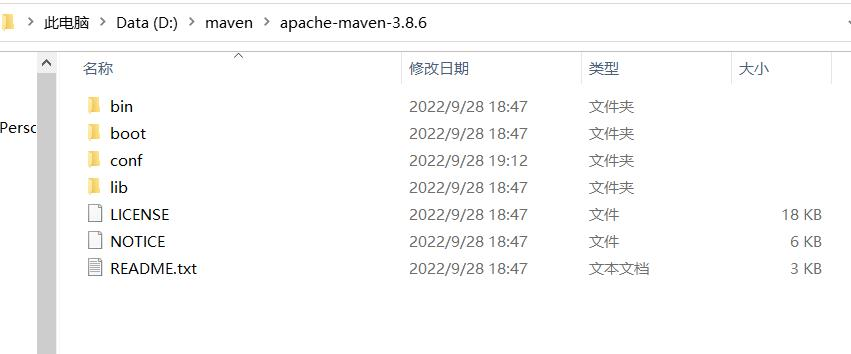 此电脑 > Data (D:) > maven > apache-maven-3.8.6
名称 修改日期 类型 大小
bin 2022/9/28 18:47 文件夹
Perso
boot 2022/9/28 18:47 文件夹
conf 2022/9/28 19:12 文件夹
lib 2022/9/28 18:47 文件夹
LICENSE 2022/9/28 18:47 文件 18 KB
NOTICE 2022/9/28 18:47 文件 6 KB
README.txt 2022/9/28 18:47 文本文档 3 KB